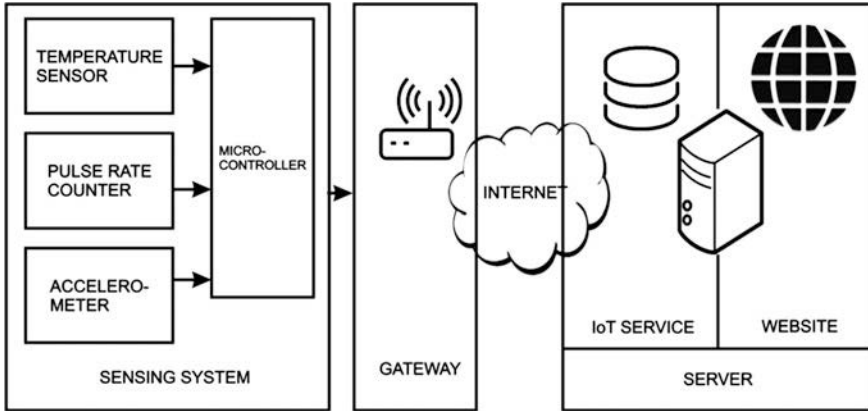 TEMPERATURE
SENSOR
PULSE RATE
COUNTER
ACCELERO-
METER
MICRO-
CONTROLLER
SENSING SYSTEM
GATEWAY
INTERNET
IoT SERVICE
WEBSITE
SERVER